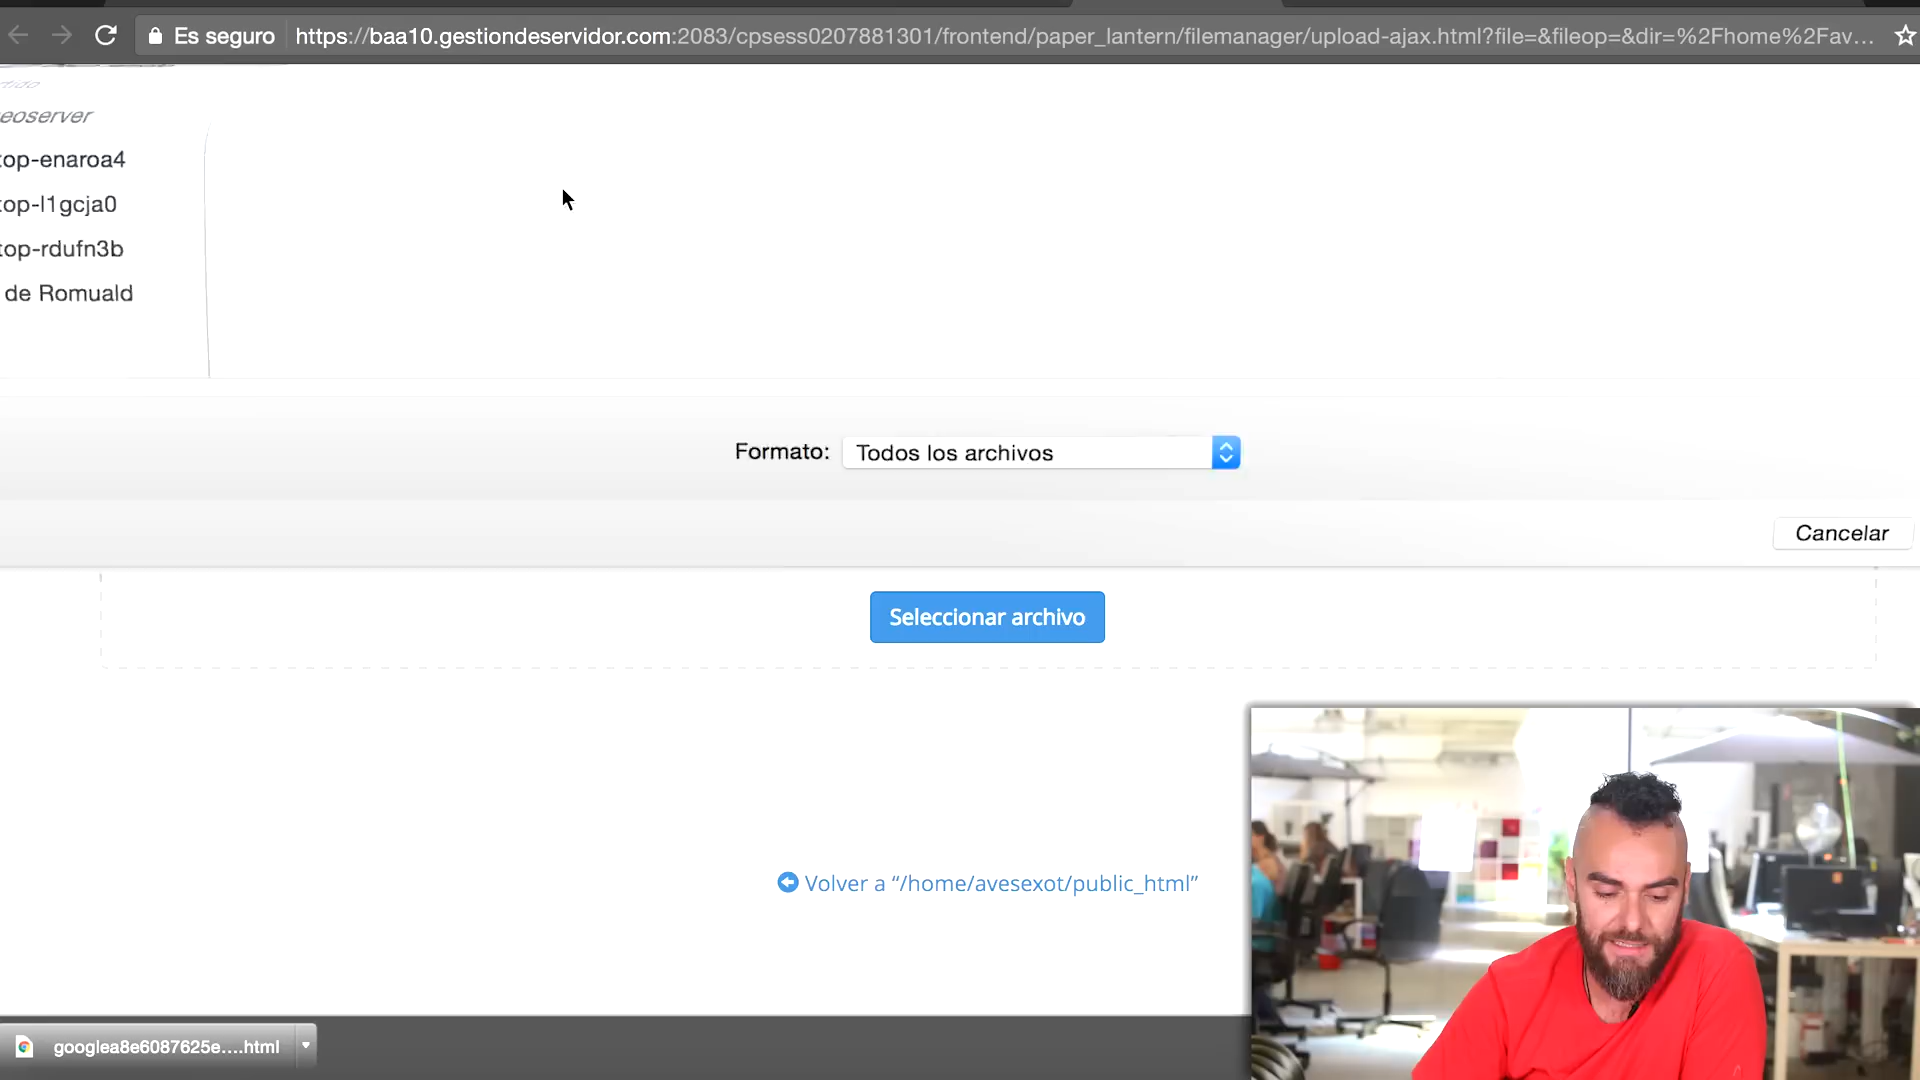 Es seguro
https://baa10.gestiondeservidor.com:2083/cpsess0207881301/frontend/paper_lantern/filemanager/upload-ajax.html?file=&fileop=&dir=%2Fhome%2Fav...
rtido
eoserver
top-enaroa4
top-l1gcja0
top-rdufn3b
de Romuald
Formato: Todos los archivos
Cancelar
Seleccionar archivo
Volver a “/home/avesexot/public_html”
googlea8e6087625e....html